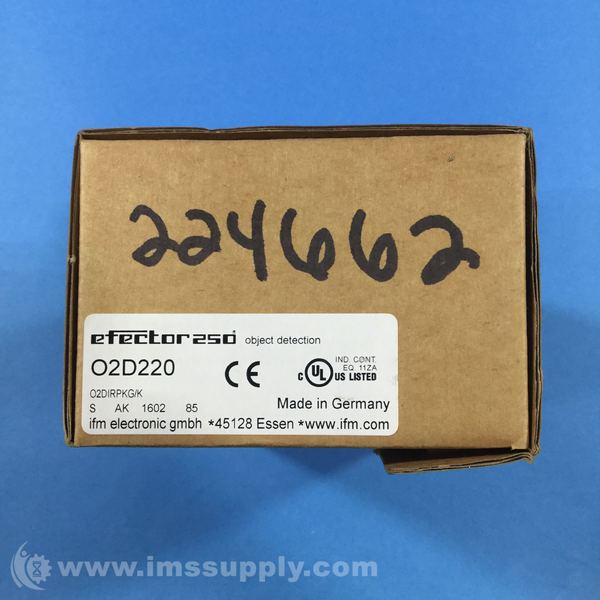 224662
efector250 object detection
O2D220
CE
IND. CONT.
EQ. 11ZA
c UL US LISTED
O2DIRPKG/K
S AK 1602 85
Made in Germany
ifm electronic gmbh *45128 Essen *www.ifm.com
www.imssupply.com